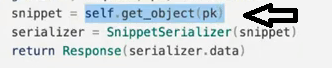 snippet = self.get_object(pk)
serializer = SnippetSerializer(snippet)
return Response(serializer.data)